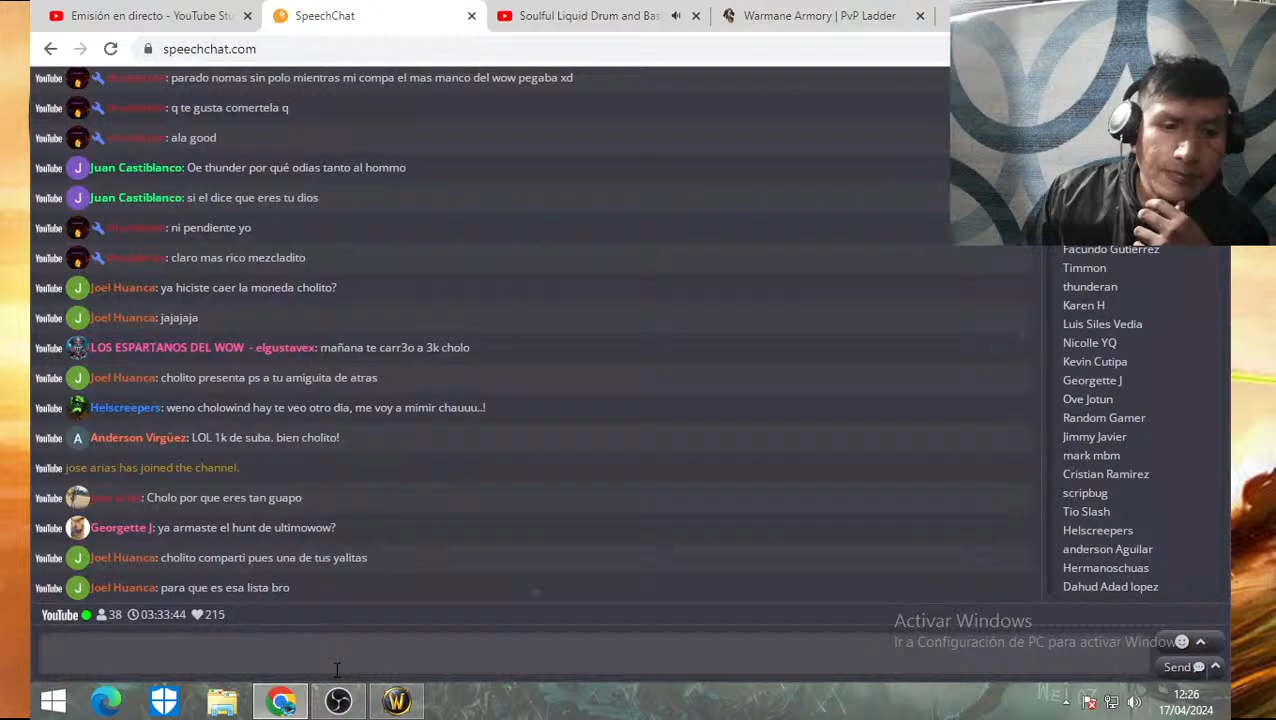 Emisión en directo - YouTube Stu
SpeechChat
Soulful Liquid Drum and Bas
Warmane Armory | PvP Ladder
speechchat.com
YouTube : parado nomas sin polo mientras mi compa el mas manco del wow pegaba xd
YouTube : q te gusta comertela q
YouTube : ala good
YouTube J Juan Castiblanco: Oe thunder por qué odias tanto al hommo
YouTube J Juan Castiblanco: si el dice que eres tu dios
YouTube : ni pendiente yo
YouTube : claro mas rico mezcladito
YouTube J Joel Huanca: ya hiciste caer la moneda cholito?
YouTube J Joel Huanca: jajajaja
YouTube LOS ESPARTANOS DEL WOW - elgustavex: mañana te carr3o a 3k cholo
YouTube J Joel Huanca: cholito presenta ps a tu amiguita de atras
YouTube Helscreepers: weno cholowind hay te veo otro dia, me voy a mimir chauuu..!
YouTube A Anderson Virgüez: LOL 1k de suba. bien cholito!
YouTube jose arias has joined the channel.
YouTube jose arias: Cholo por que eres tan guapo
YouTube Georgette J: ya armaste el hunt de ultimowow?
YouTube J Joel Huanca: cholito comparti pues una de tus yalitas
YouTube J Joel Huanca: para que es esa lista bro
Facundo Gutierrez
Timmon
thunderan
Karen H
Luis Siles Vedia
Nicolle YQ
Kevin Cutipa
Georgette J
Ove Jotun
Random Gamer
Jimmy Javier
mark mbm
Cristian Ramirez
scripbug
Tio Slash
Helscreepers
anderson Aguilar
Hermanoschuas
Dahud Adad lopez
YouTube 38 03:33:44 215
Activar Windows
Ir a Configuración de PC para activar Windows
Send
12:26
17/04/2024